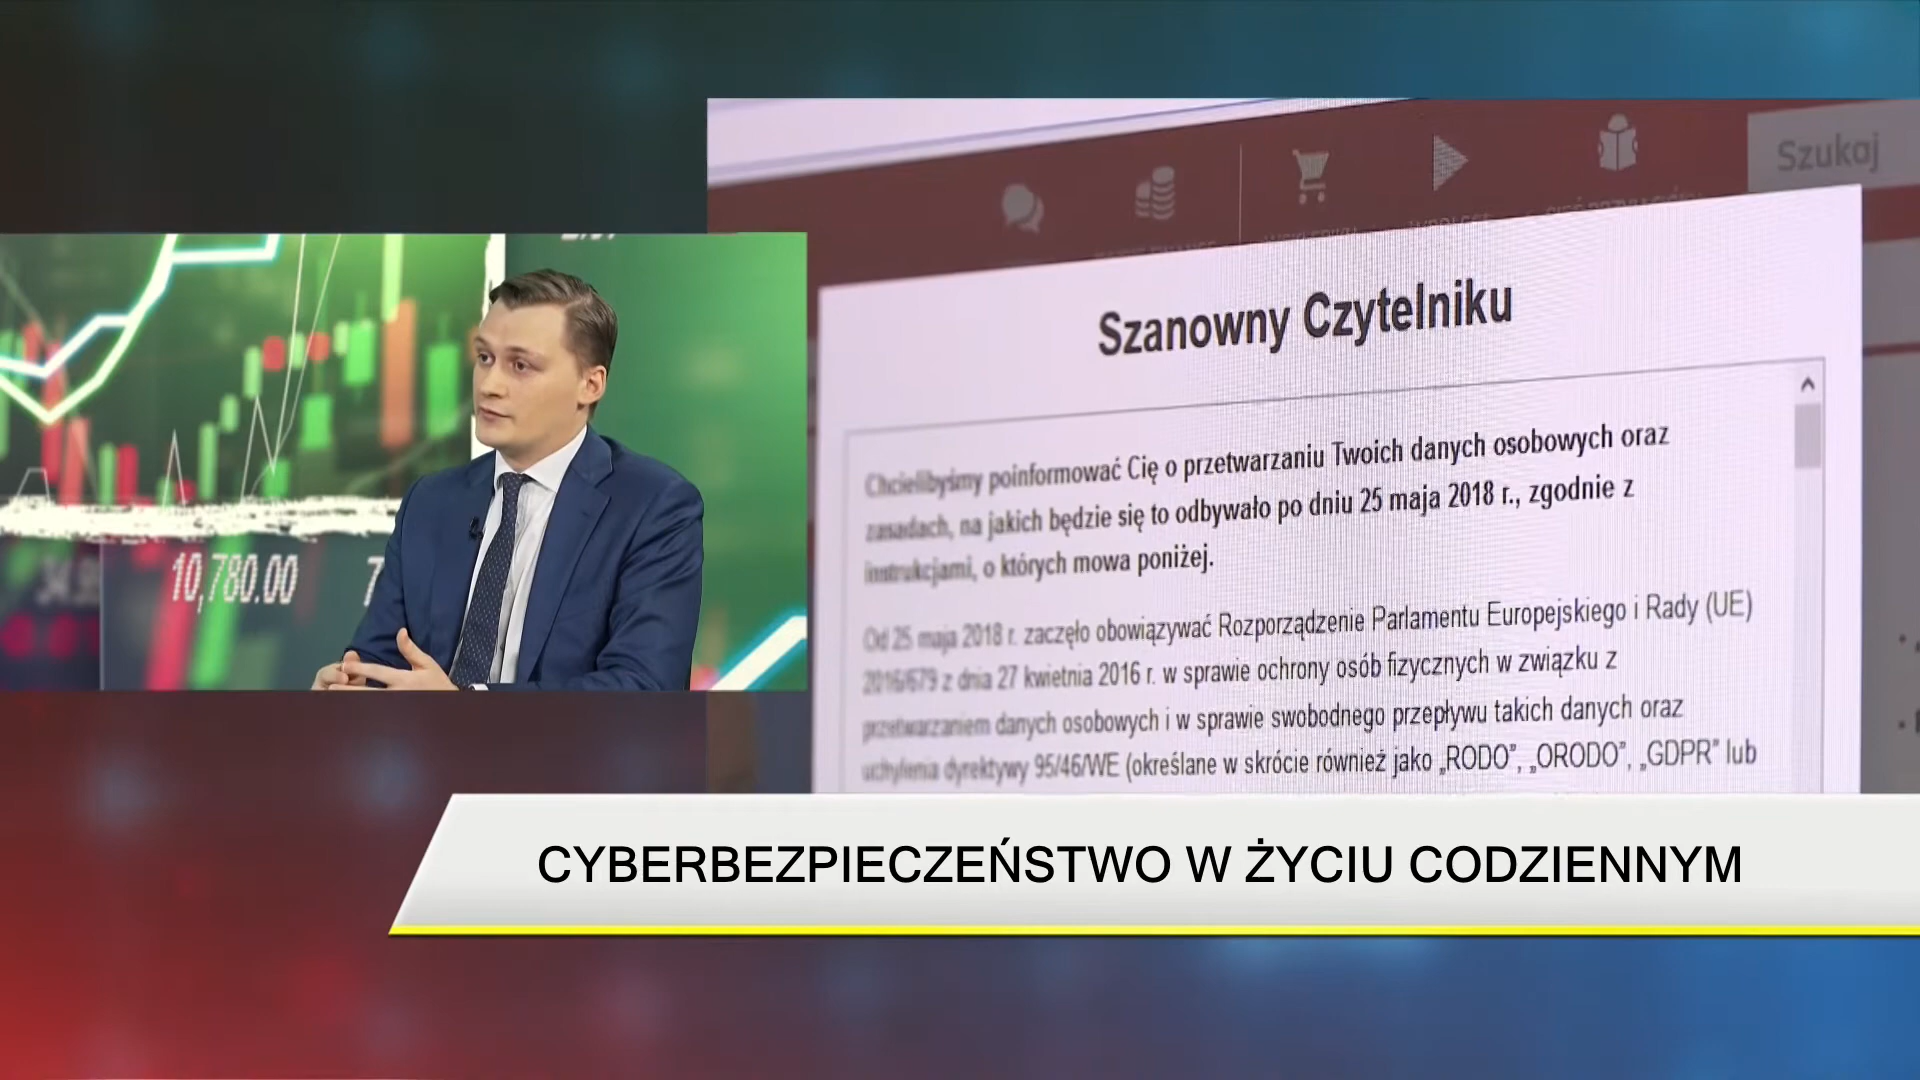 Szukaj
Szanowny Czytelniku
Chcielibyśmy poinformować Cię o przetwarzaniu Twoich danych osobowych oraz
zasadach, na jakich będzie się to odbywało po dniu 25 maja 2018 r., zgodnie z
instrukcjami, o których mowa poniżej.
Od 25 maja 2018 r. zaczęło obowiązywać Rozporządzenie Parlamentu Europejskiego i Rady (UE)
2016/679 z dnia 27 kwietnia 2016 r. w sprawie ochrony osób fizycznych w związku z
przetwarzaniem danych osobowych i w sprawie swobodnego przepływu takich danych oraz
uchylenia dyrektywy 95/46/WE (określane w skrócie również jako „RODO”, „ORODO”, „GDPR” lub
10,780.00
7
CYBERBEZPIECZEŃSTWO W ŻYCIU CODZIENNYM